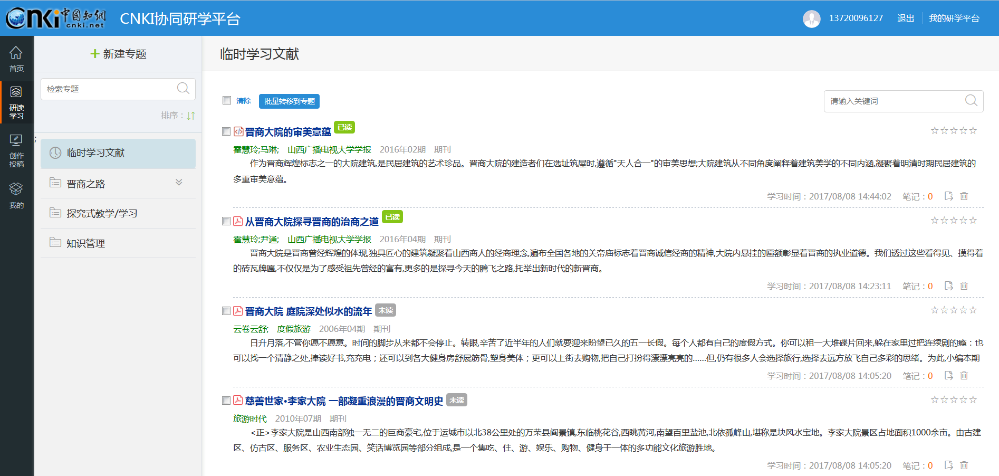 cnki 中国知網
cnki.net
CNKI协同研学平台
13720096127 退出 我的研学平台
首页
研读
学习
创作
投稿
我的
+ 新建专题
检索专题
排序：↓↑
;
临时学习文献
晋商之路
探究式教学/学习
知识管理
临时学习文献
清除 批量转移到专题
请输入关键词
晋商大院的审美意蕴 已读 ☆☆☆☆☆
霍慧玲;马琳; 山西广播电视大学学报 2016年02期 期刊
作为晋商辉煌标志之一的大院建筑,是民居建筑的艺术珍品。晋商大院的建造者们在选址筑屋时,遵循"天人合一"的审美思想;大院建筑从不同角度阐释着建筑美学的不同内涵,凝聚着明清时期民居建筑的
多重审美意蕴。
学习时间：2017/08/08 14:44:02 笔记：0
从晋商大院探寻晋商的治商之道 已读 ☆☆☆☆☆
霍慧玲;尹通; 山西广播电视大学学报 2016年04期 期刊
晋商大院是晋商曾经辉煌的体现,独具匠心的建筑凝聚着山西商人的经商理念,遍布全国各地的关帝庙标志着晋商诚信经商的精神,大院内悬挂的匾额彰显着晋商的执业道德。我们透过这些看得见、摸得着
的砖瓦牌匾,不仅仅是为了感受祖先曾经的富有,更多的是探寻今天的腾飞之路,托举出新时代的新晋商。
学习时间：2017/08/08 14:23:11 笔记：0
晋商大院 庭院深处似水的流年 未读 ☆☆☆☆☆
云卷云舒; 度假旅游 2006年04期 期刊
日升月落,不管你愿不愿意。时间的脚步从来都不会停止。转眼,辛苦了近半年的人们就要迎来盼望已久的五一长假。每个人都有自己的度假方式。你可以租一大堆碟片回来,躲在家里过把连续剧的瘾：也
可以找一个清静之处,捧读好书,充充电；还可以到各大健身房舒展筋骨,塑身美体；更可以上街去购物,把自己打扮得漂漂亮亮的……但,仍有很多人会选择旅行,选择去远方放飞自己多彩的思绪。为此,小编本期
学习时间：2017/08/08 14:05:20 笔记：0
慈善世家•李家大院 一部凝重浪漫的晋商文明史 未读 ☆☆☆☆☆
旅游时代 2010年07期 期刊
<正>李家大院是山西南部独一无二的巨商豪宅,位于运城市以北38公里处的万荣县阎景镇,东临桃花谷,西眺黄河,南望百里盐池,北依孤峰山,堪称是块风水宝地。李家大院景区占地面积1000余亩。由古建
区、仿古区、服务区、农业生态园、笑话博览园等部分组成,是一个集吃、住、游、娱乐、购物、健身于一体的多功能文化旅游胜地。
学习时间：2017/08/08 14:05:20 笔记：0